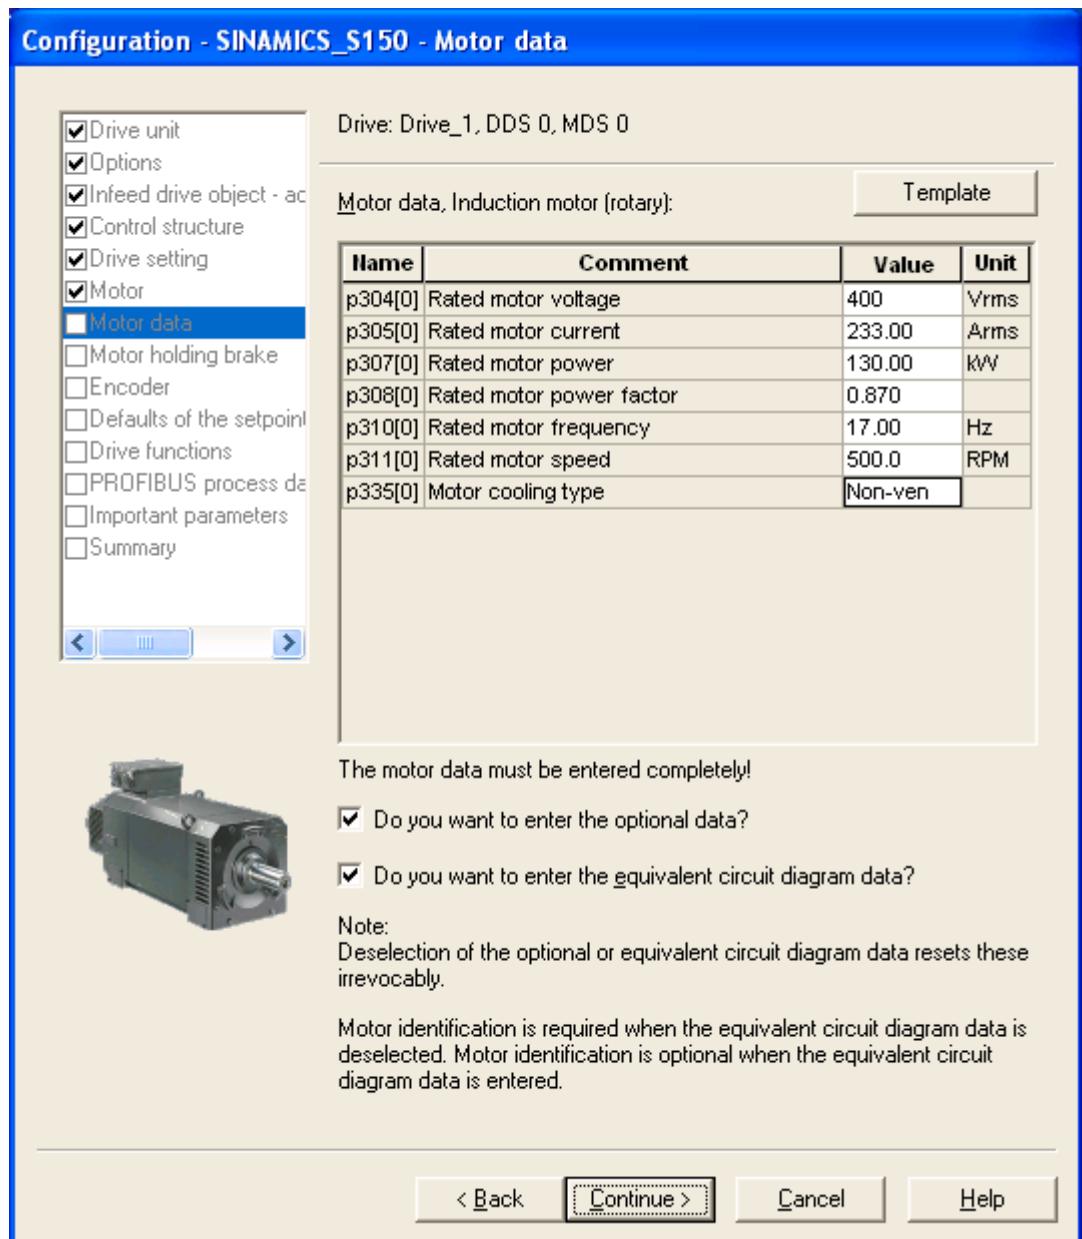 Configuration - SINAMICS_S150 - Motor data
Drive unit
Options
Infeed drive object - ac
Control structure
Drive setting
Motor
Motor data
Motor holding brake
Encoder
Defaults of the setpoint
Drive functions
PROFIBUS process da
Important parameters
Summary
Drive: Drive_1, DDS 0, MDS 0
Motor data, Induction motor (rotary):
Template
Name Comment Value Unit
p304[0] Rated motor voltage 400 Vrms
p305[0] Rated motor current 233.00 Arms
p307[0] Rated motor power 130.00 kW
p308[0] Rated motor power factor 0.870
p310[0] Rated motor frequency 17.00 Hz
p311[0] Rated motor speed 500.0 RPM
p335[0] Motor cooling type Non-ven
The motor data must be entered completely!
Do you want to enter the optional data?
Do you want to enter the equivalent circuit diagram data?
Note:
Deselection of the optional or equivalent circuit diagram data resets these
irrevocably.
Motor identification is required when the equivalent circuit diagram data is
deselected. Motor identification is optional when the equivalent circuit
diagram data is entered.
< Back Continue > Cancel Help